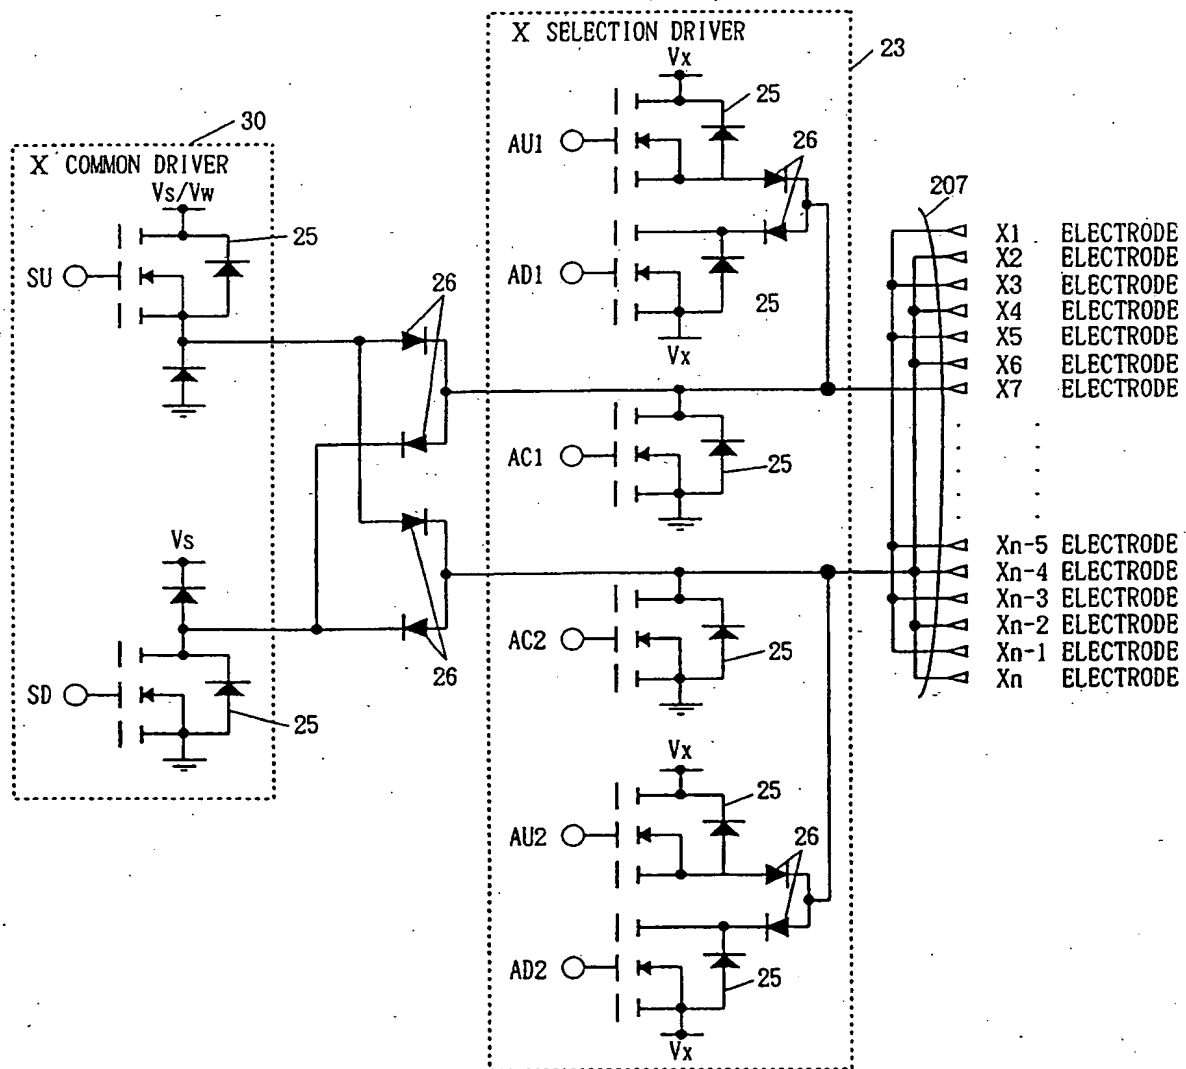 X SELECTION DRIVER
23
Vx
25
AU1
26
30
X COMMON DRIVER
Vs/Vw
25
SU
26
AD1
25
Vx
207
X1 ELECTRODE
X2 ELECTRODE
X3 ELECTRODE
X4 ELECTRODE
X5 ELECTRODE
X6 ELECTRODE
X7 ELECTRODE
AC1
25
Vs
Xn-5 ELECTRODE
Xn-4 ELECTRODE
Xn-3 ELECTRODE
Xn-2 ELECTRODE
Xn-1 ELECTRODE
Xn ELECTRODE
AC2
25
26
SD
25
Vx
25
AU2
26
AD2
25
Vx